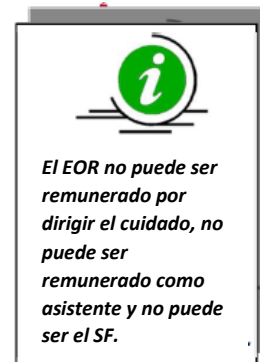 i
El EOR no puede ser
remunerado por
dirigir el cuidado, no
puede ser
remunerado como
asistente y no puede
ser el SF.